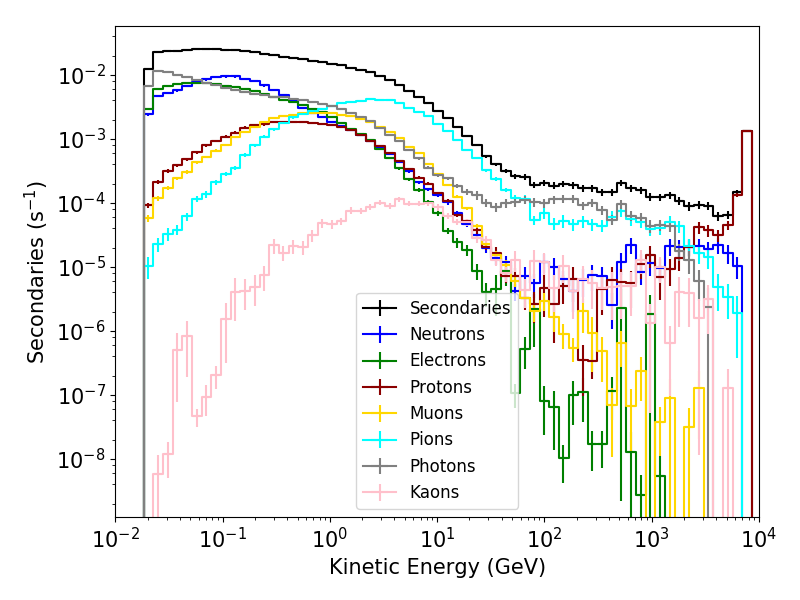 Secondaries (s⁻¹)
10⁻²
10⁻³
10⁻⁴
10⁻⁵
10⁻⁶
10⁻⁷
10⁻⁸
Secondaries
Neutrons
Electrons
Protons
Muons
Pions
Photons
Kaons
10⁻² 10⁻¹ 10⁰ 10¹ 10² 10³ 10⁴
Kinetic Energy (GeV)